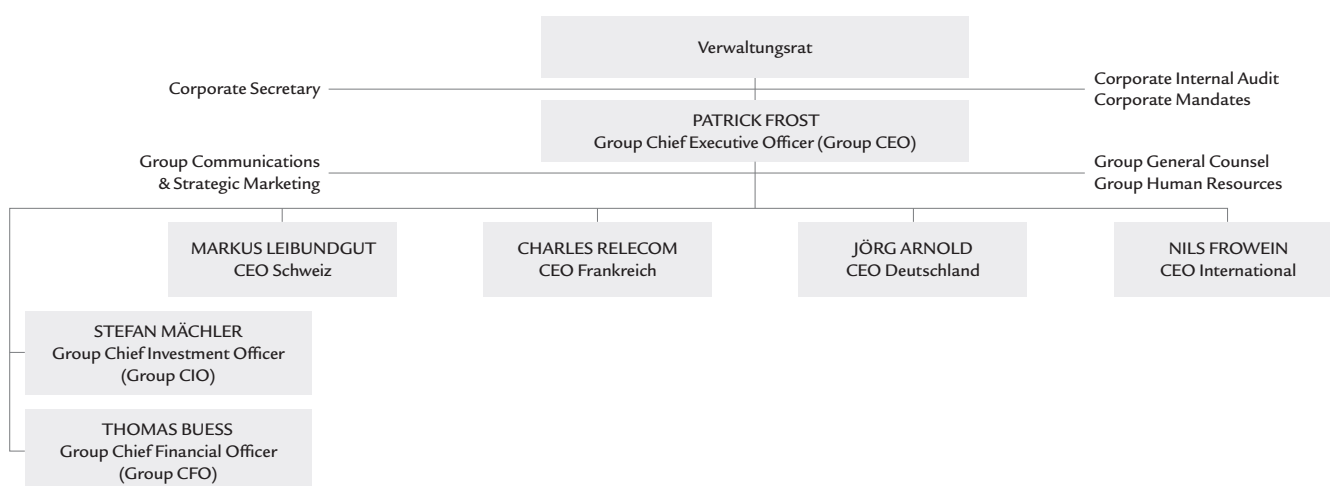 Verwaltungsrat
Corporate Secretary
Corporate Internal Audit
Corporate Mandates
PATRICK FROST
Group Chief Executive Officer (Group CEO)
Group Communications
& Strategic Marketing
Group General Counsel
Group Human Resources
MARKUS LEIBUNDGUT
CEO Schweiz
CHARLES RELECOM
CEO Frankreich
JÖRG ARNOLD
CEO Deutschland
NILS FROWEIN
CEO International
STEFAN MÄCHLER
Group Chief Investment Officer
(Group CIO)
THOMAS BUESS
Group Chief Financial Officer
(Group CFO)